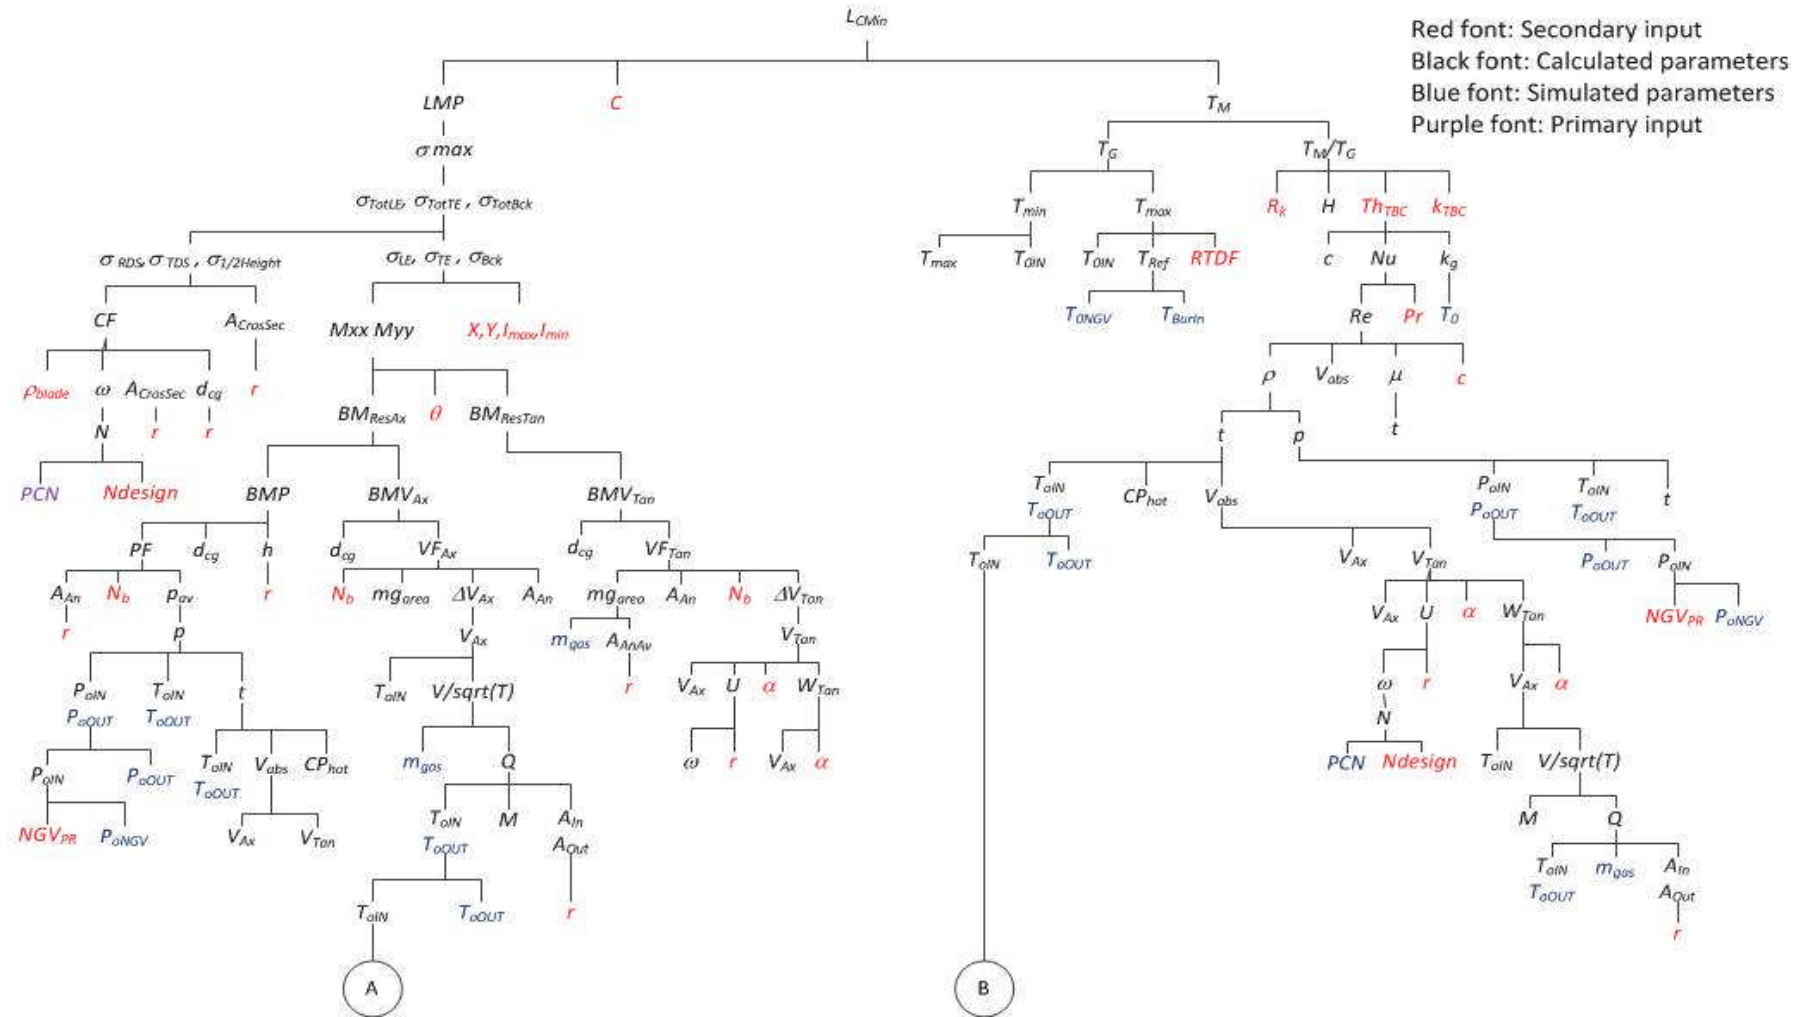 L_CMin
Red font: Secondary input
Black font: Calculated parameters
Blue font: Simulated parameters
Purple font: Primary input
LMP C T_M
σ max T_G T_M/T_G
σ_TotLE, σ_TotTE , σ_TotBck T_min T_max R_k H Th_TBC k_TBC
σ_RDS, σ_TDS , σ_1/2Height σ_LE, σ_TE , σ_Bck T_max T_0IN T_0IN T_Ref RTDF c Nu k_g
CF A_CrosSec Mxx Myy X,Y,I_max,I_min T_0NGV T_BurIn Re Pr T_0
ρ_blade ω A_CrosSec d_cg r ρ V_abs μ c
BM_ResAx θ BM_ResTan
N r r t p t
PCN Ndesign BMP BMV_Ax BMV_Tan T_oIN CP_hot V_abs P_oIN T_oIN t
T_oOUT P_oOUT T_oOUT
PF d_cg h d_cg VF_Ax d_cg VF_Tan T_oIN T_oOUT V_Ax V_Tan P_oOUT P_oIN
A_An N_b p_av r N_b mg_area ΔV_Ax A_An mg_area A_An N_b ΔV_Tan V_Ax U α W_Tan NGV_PR P_oNGV
r p V_Ax m_gas A_AnAv V_Tan
P_oIN T_oIN t T_oIN V/sqrt(T) r V_Ax U α W_Tan ω r V_Ax α
P_oOUT T_oOUT N
P_oIN P_oOUT T_oIN V_abs CP_hot m_gas Q ω r V_Ax α PCN Ndesign T_oIN V/sqrt(T)
T_oOUT
NGV_PR P_oNGV V_Ax V_Tan T_oIN M A_In M Q
T_oOUT A_Out T_oIN m_gas A_In
T_oOUT A_Out
T_oIN T_oOUT r r
A B